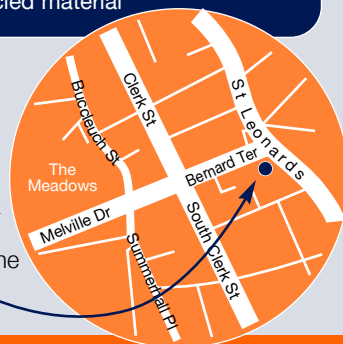 cled material
Buccleuch St
Clerk St
St Leonards
The
Meadows
Bernard Ter
Melville Dr
South Clerk St
Summerhall Pl